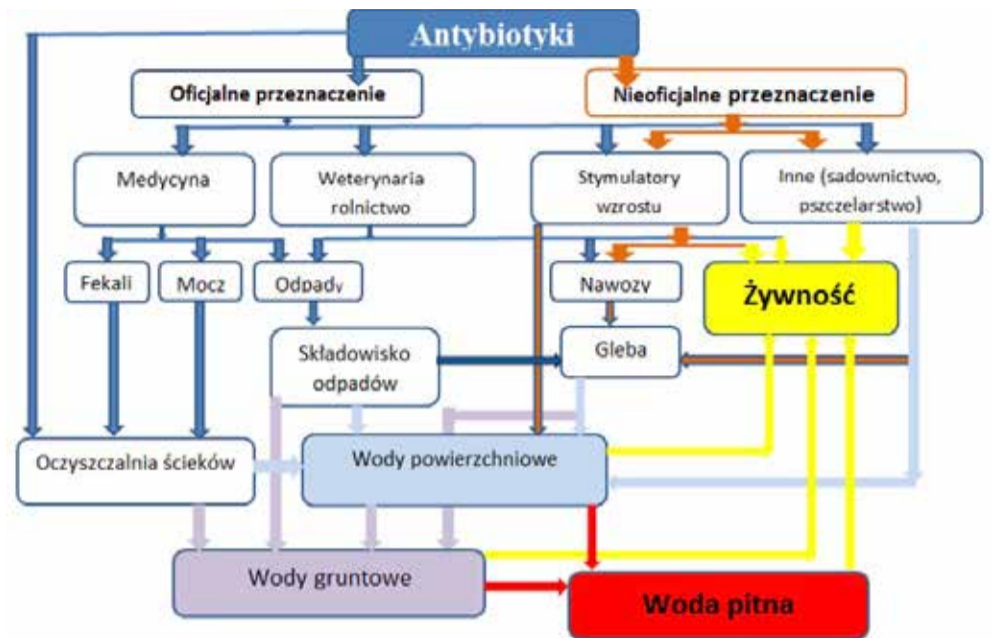 Antybiotyki
Oficjalne przeznaczenie
Nieoficjalne przeznaczenie
Medycyna
Weterynaria
rolnictwo
Stymulatory
wzrostu
Inne (sadownictwo,
pszczelarstwo)
Fekali
Mocz
Odpady
Nawozy
Żywność
Składowisko
odpadów
Gleba
Oczyszczalnia ścieków
Wody powierzchniowe
Wody gruntowe
Woda pitna